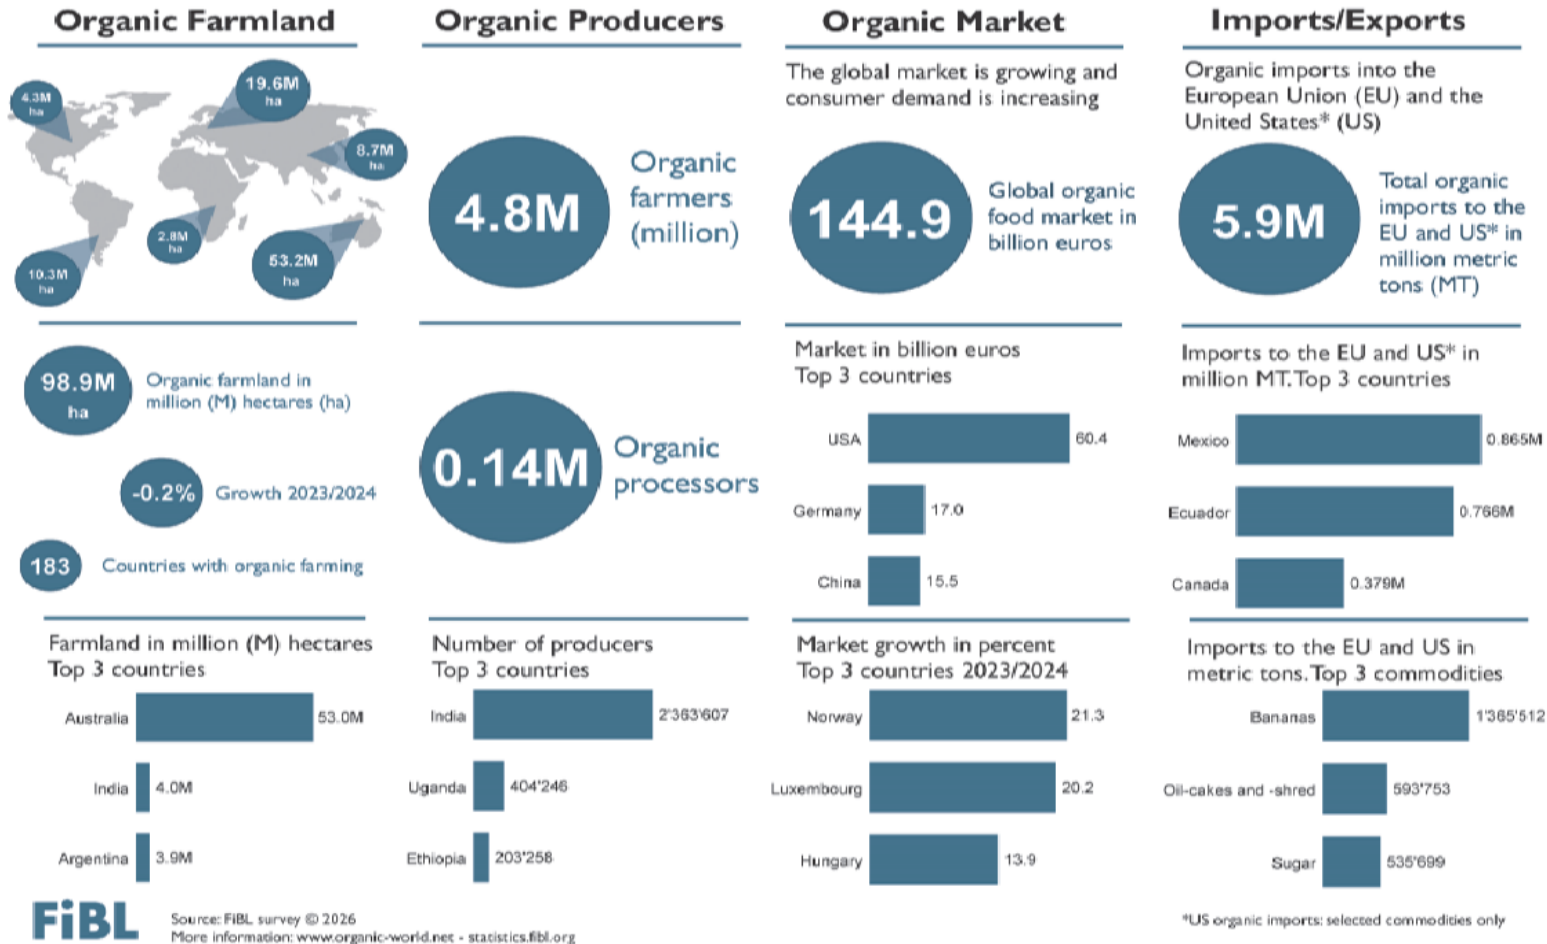 Organic Farmland
4.3M
ha
19.6M
ha
8.7M
ha
2.8M
ha
53.2M
ha
10.3M
ha
98.9M
ha
Organic farmland in
million (M) hectares (ha)
-0.2%
Growth 2023/2024
183
Countries with organic farming
Farmland in million (M) hectares
Top 3 countries
Australia 53.0M
India 4.0M
Argentina 3.9M
Organic Producers
4.8M
Organic
farmers
(million)
0.14M
Organic
processors
Number of producers
Top 3 countries
India 2'363'607
Uganda 404'246
Ethiopia 203'258
Organic Market
The global market is growing and
consumer demand is increasing
144.9
Global organic
food market in
billion euros
Market in billion euros
Top 3 countries
USA 60.4
Germany 17.0
China 15.5
Market growth in percent
Top 3 countries 2023/2024
Norway 21.3
Luxembourg 20.2
Hungary 13.9
Imports/Exports
Organic imports into the
European Union (EU) and the
United States* (US)
5.9M
Total organic
imports to the
EU and US* in
million metric
tons (MT)
Imports to the EU and US* in
million MT. Top 3 countries
Mexico 0.865M
Ecuador 0.766M
Canada 0.379M
Imports to the EU and US in
metric tons. Top 3 commodities
Bananas 1'365'512
Oil-cakes and -shred 593'753
Sugar 535'699
FiBL
Source: FiBL survey © 2026
More information: www.organic-world.net - statistics.fibl.org
*US organic imports: selected commodities only